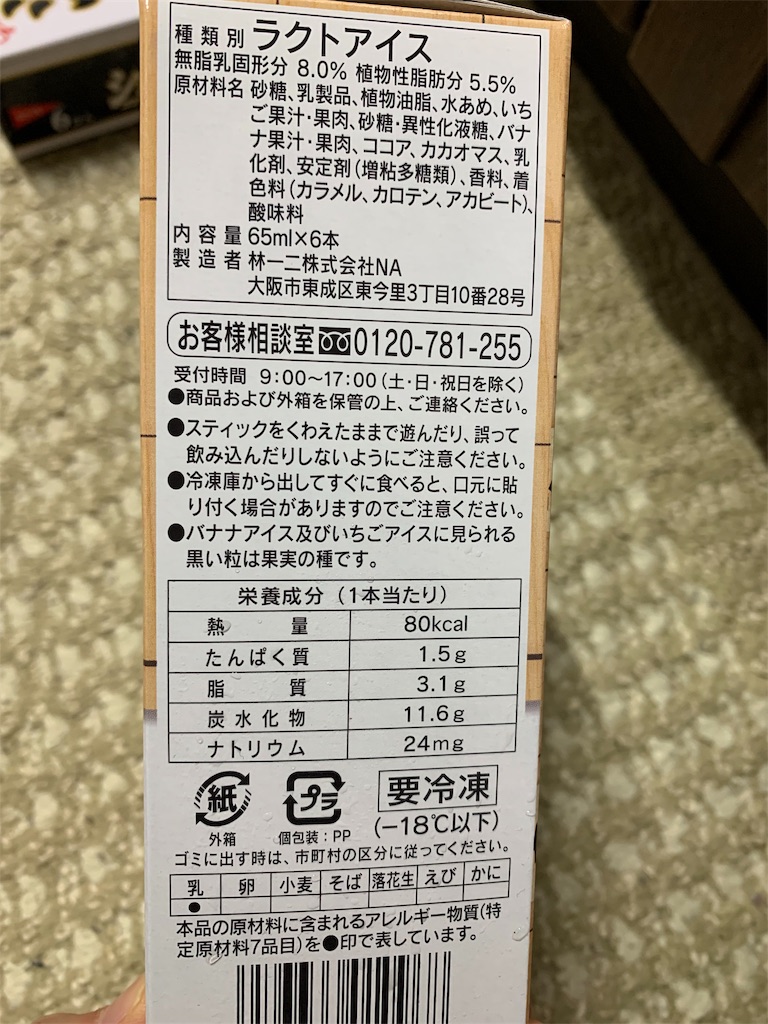 種類別 ラクトアイス
無脂乳固形分 8.0% 植物性脂肪分 5.5%
原材料名 砂糖、乳製品、植物油脂、水あめ、いち
ご果汁・果肉、砂糖・異性化液糖、バナ
ナ果汁・果肉、ココア、カカオマス、乳
化剤、安定剤(増粘多糖類)、香料、着
色料(カラメル、カロテン、アカビート)、
酸味料
内容量 65ml×6本
製造者 林一二株式会社NA
大阪市東成区東今里3丁目10番28号
お客様相談室 0120-781-255
受付時間 9:00〜17:00(土・日・祝日を除く)
●商品および外箱を保管の上、ご連絡ください。
●スティックをくわえたままで遊んだり、誤って
飲み込んだりしないようにご注意ください。
●冷凍庫から出してすぐに食べると、口元に貼
り付く場合がありますのでご注意ください。
●バナナアイス及びいちごアイスに見られる
黒い粒は果実の種です。
栄養成分(1本当たり)
熱量 80kcal
たんぱく質 1.5g
脂質 3.1g
炭水化物 11.6g
ナトリウム 24mg
紙 プラ 要冷凍
外箱 個包装:PP (−18℃以下)
ゴミに出す時は、市町村の区分に従ってください。
乳 卵 小麦 そば 落花生 えび かに
●
本品の原材料に含まれるアレルギー物質(特
定原材料7品目)を●印で表しています。